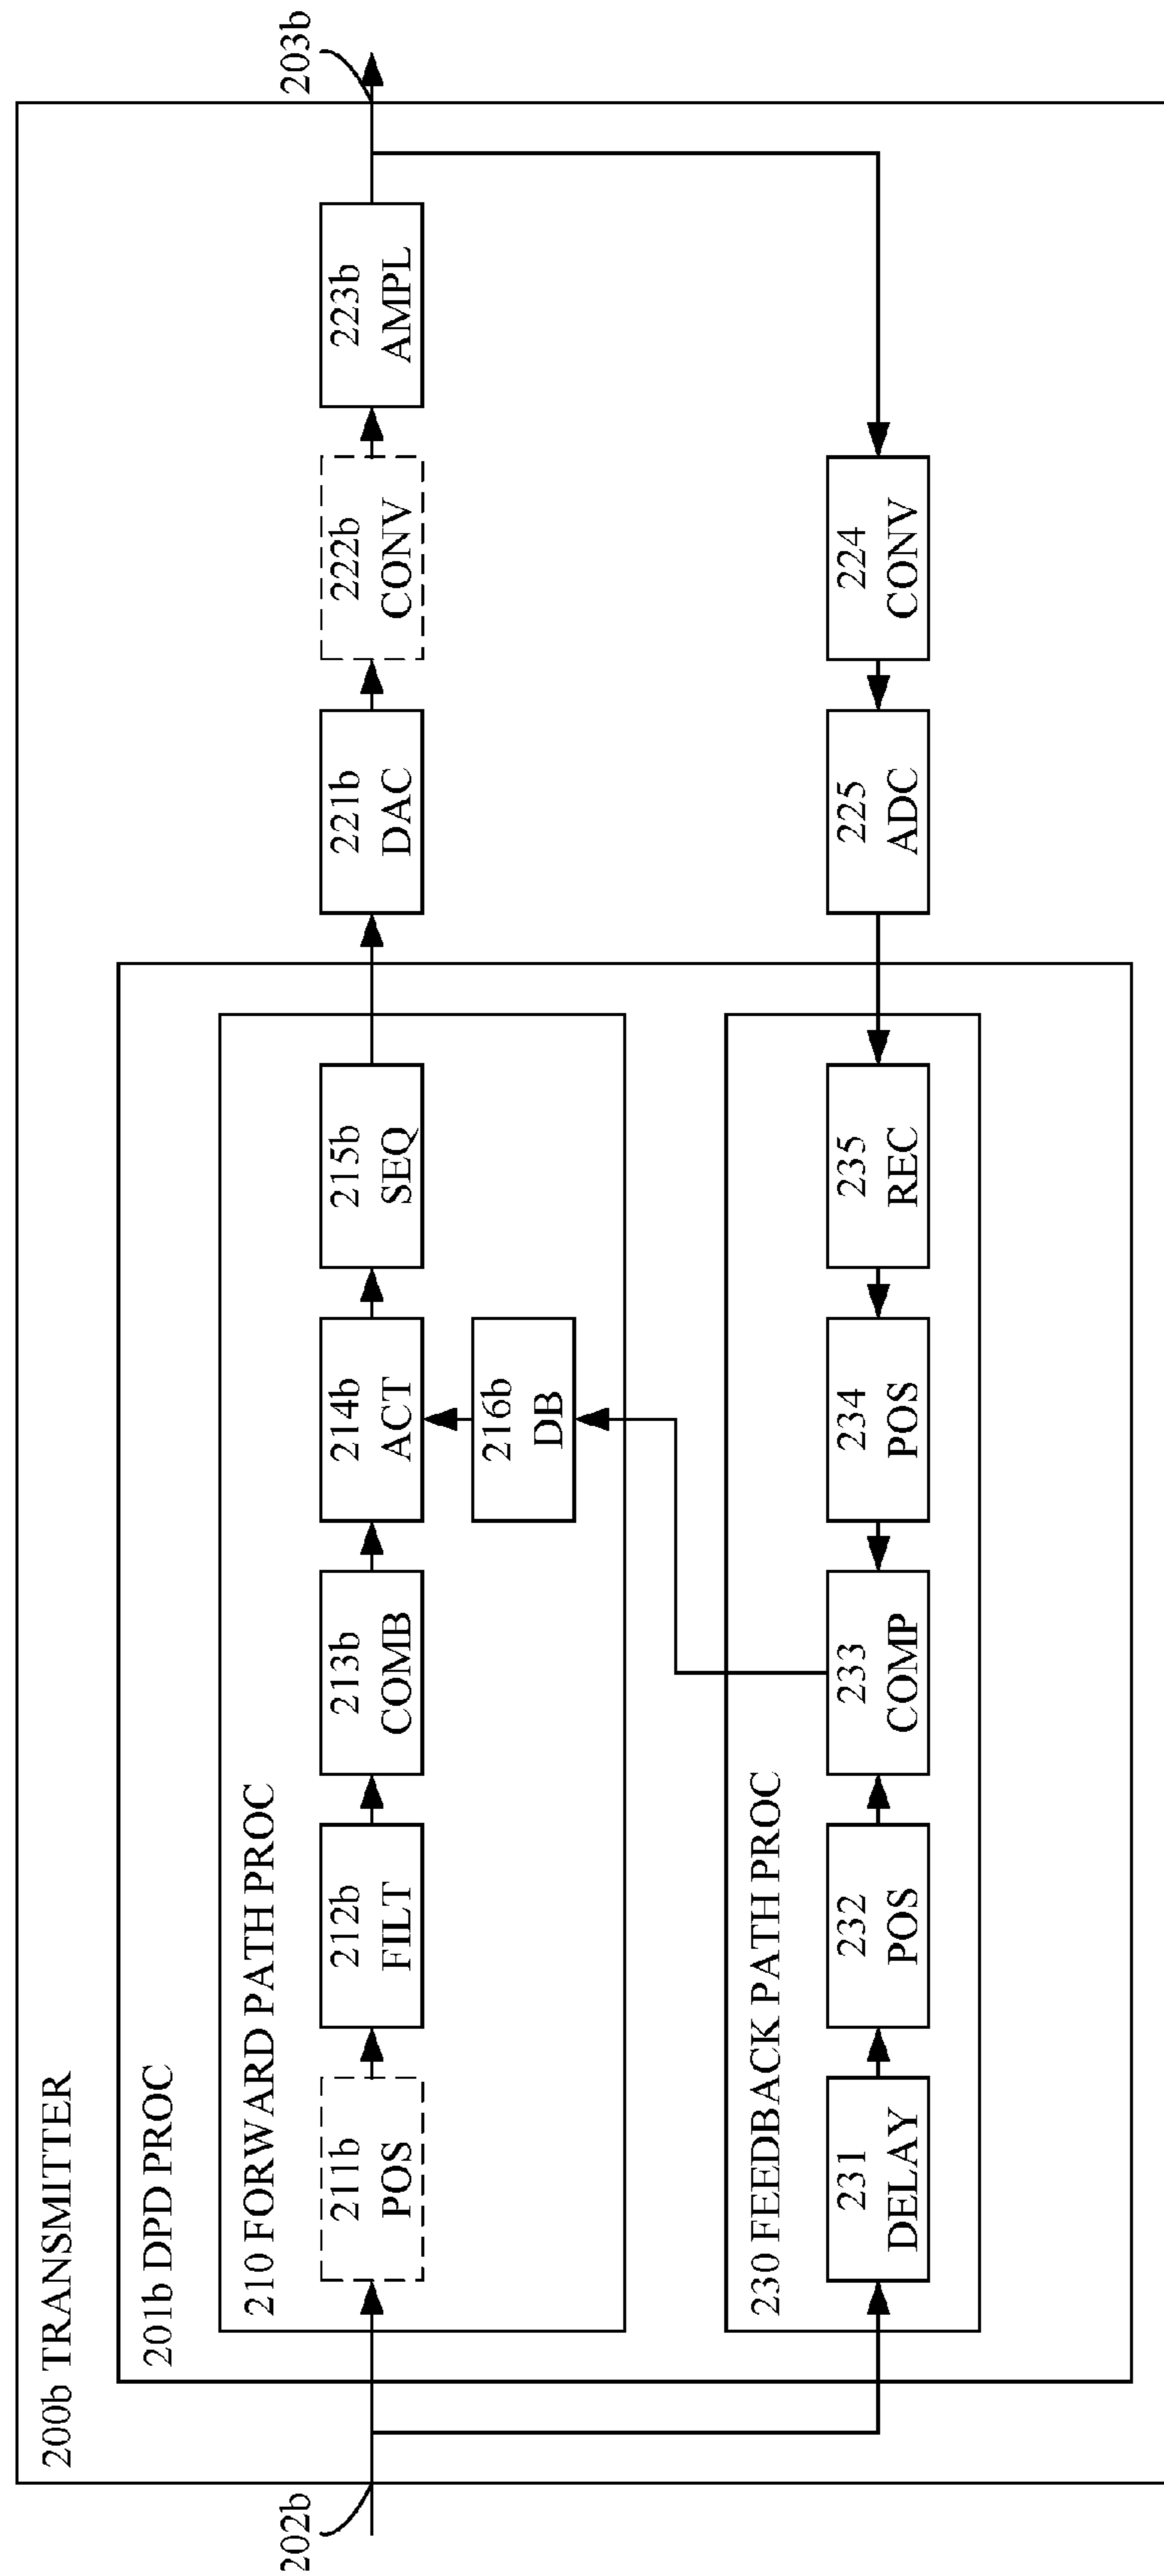 200b TRANSMITTER
201b DPD PROC
202b
203b
210 FORWARD PATH PROC
211b
POS
212b
FILT
213b
COMB
214b
ACT
215b
SEQ
216b
DB
221b
DAC
222b
CONV
223b
AMPL
230 FEEDBACK PATH PROC
231
DELAY
232
POS
233
COMP
234
POS
235
REC
225
ADC
224
CONV